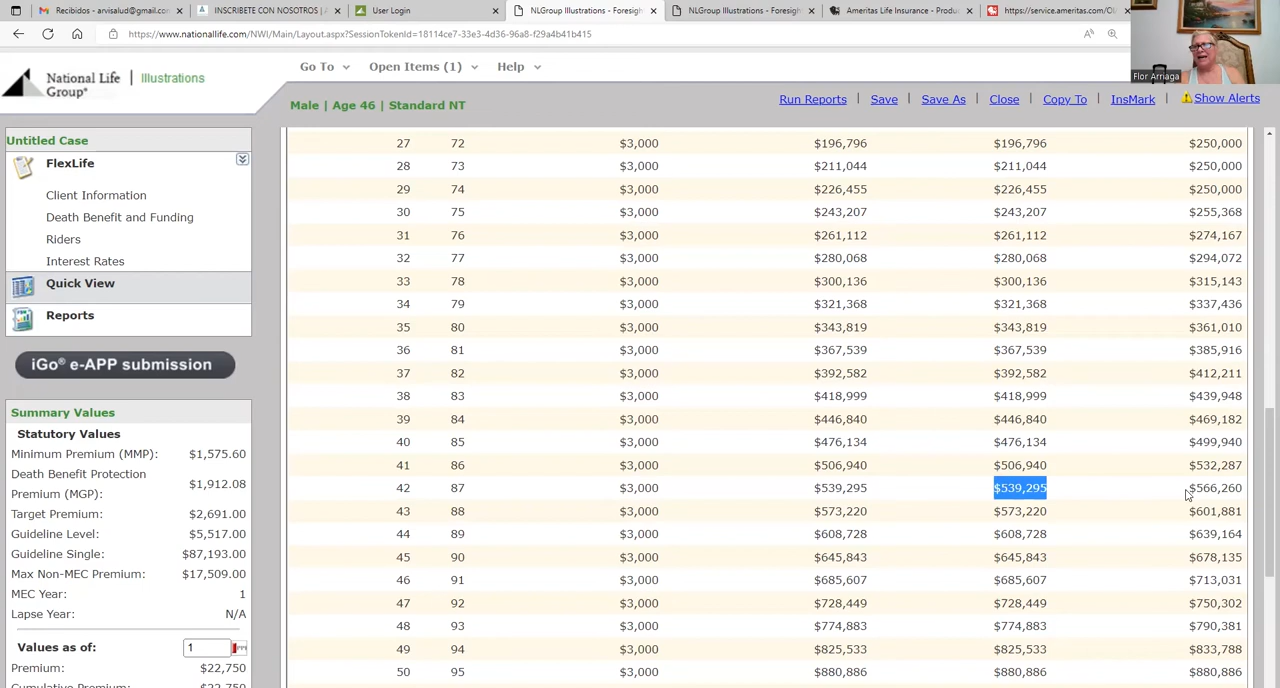 Recibidos - arvisalud@gmail.con
INSCRIBETE CON NOSOTROS | A
User Login
NLGroup Illustrations - Foresigh
NLGroup Illustrations - Foresigh
Ameritas Life Insurance - Produc
https://service.ameritas.com/OU
https://www.nationallife.com/NWI/Main/Layout.aspx?SessionTokenId=18114ce7-33e3-4d36-96a8-f29a4b41b415
Flor Arriaga
National Life Group® | Illustrations
Go To
Open Items (1)
Help
Male | Age 46 | Standard NT
Run Reports | Save | Save As | Close | Copy To | InsMark | Show Alerts
Untitled Case
FlexLife
Client Information
Death Benefit and Funding
Riders
Interest Rates
Quick View
Reports
iGo® e-APP submission
Summary Values
Statutory Values
Minimum Premium (MMP): $1,575.60
Death Benefit Protection
Premium (MGP): $1,912.08
Target Premium: $2,691.00
Guideline Level: $5,517.00
Guideline Single: $87,193.00
Max Non-MEC Premium: $17,509.00
MEC Year: 1
Lapse Year: N/A
Values as of: 1
Premium: $22,750
Cumulative Premium: $22,750
27 72 $3,000 $196,796 $196,796 $250,000
28 73 $3,000 $211,044 $211,044 $250,000
29 74 $3,000 $226,455 $226,455 $250,000
30 75 $3,000 $243,207 $243,207 $255,368
31 76 $3,000 $261,112 $261,112 $274,167
32 77 $3,000 $280,068 $280,068 $294,072
33 78 $3,000 $300,136 $300,136 $315,143
34 79 $3,000 $321,368 $321,368 $337,436
35 80 $3,000 $343,819 $343,819 $361,010
36 81 $3,000 $367,539 $367,539 $385,916
37 82 $3,000 $392,582 $392,582 $412,211
38 83 $3,000 $418,999 $418,999 $439,948
39 84 $3,000 $446,840 $446,840 $469,182
40 85 $3,000 $476,134 $476,134 $499,940
41 86 $3,000 $506,940 $506,940 $532,287
42 87 $3,000 $539,295 $539,295 $566,260
43 88 $3,000 $573,220 $573,220 $601,881
44 89 $3,000 $608,728 $608,728 $639,164
45 90 $3,000 $645,843 $645,843 $678,135
46 91 $3,000 $685,607 $685,607 $713,031
47 92 $3,000 $728,449 $728,449 $750,302
48 93 $3,000 $774,883 $774,883 $790,381
49 94 $3,000 $825,533 $825,533 $833,788
50 95 $3,000 $880,886 $880,886 $880,886